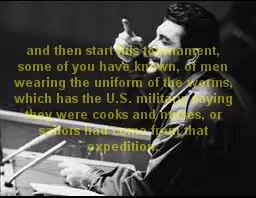 and then start this tournament,
some of you have known, of men
wearing the uniform of the worms,
which has the U.S. military saying
they were cooks and nurses, or
sailors had come from that
expedition.